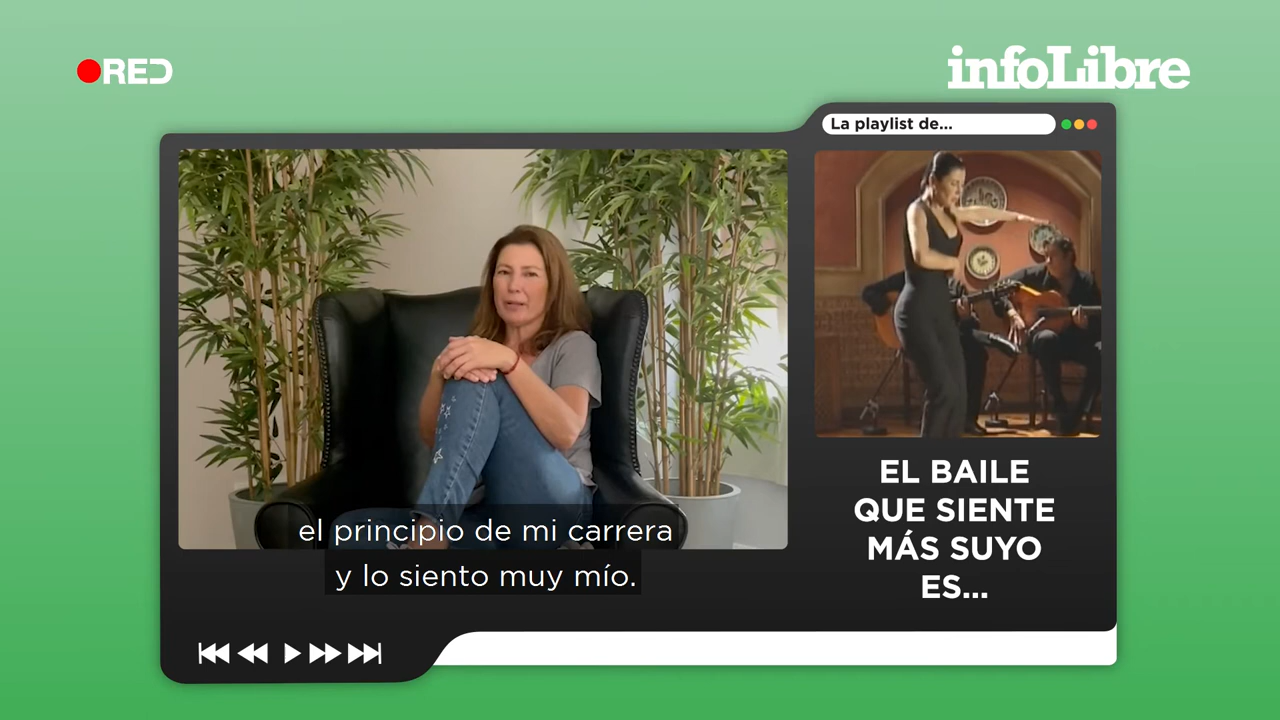 RED
infoLibre
La playlist de...
el principio de mi carrera
y lo siento muy mío.
EL BAILE
QUE SIENTE
MÁS SUYO
ES...